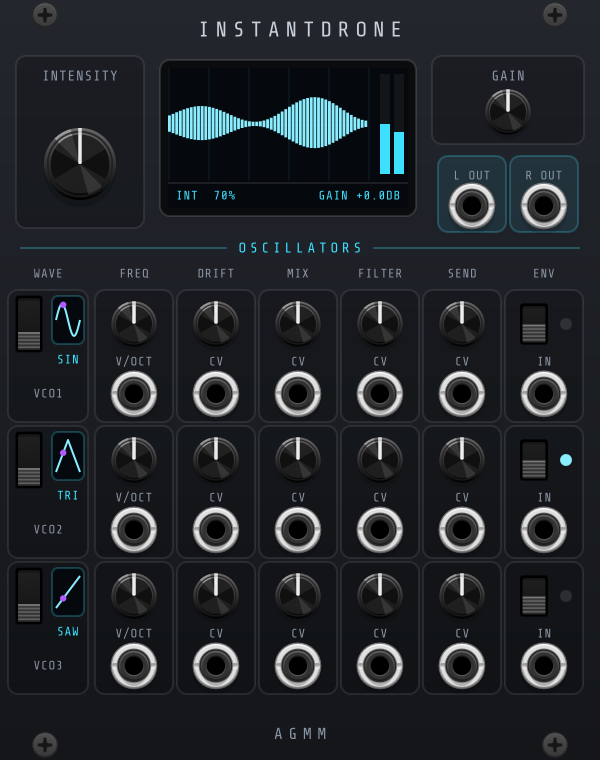 INSTANTDRONE
INTENSITY
GAIN
INT 70% GAIN +0.0DB
L OUT R OUT
OSCILLATORS
WAVE FREQ DRIFT MIX FILTER SEND ENV
SIN V/OCT CV CV CV CV IN
VCO1
TRI V/OCT CV CV CV CV IN
VCO2
SAW V/OCT CV CV CV CV IN
VCO3
AGMM